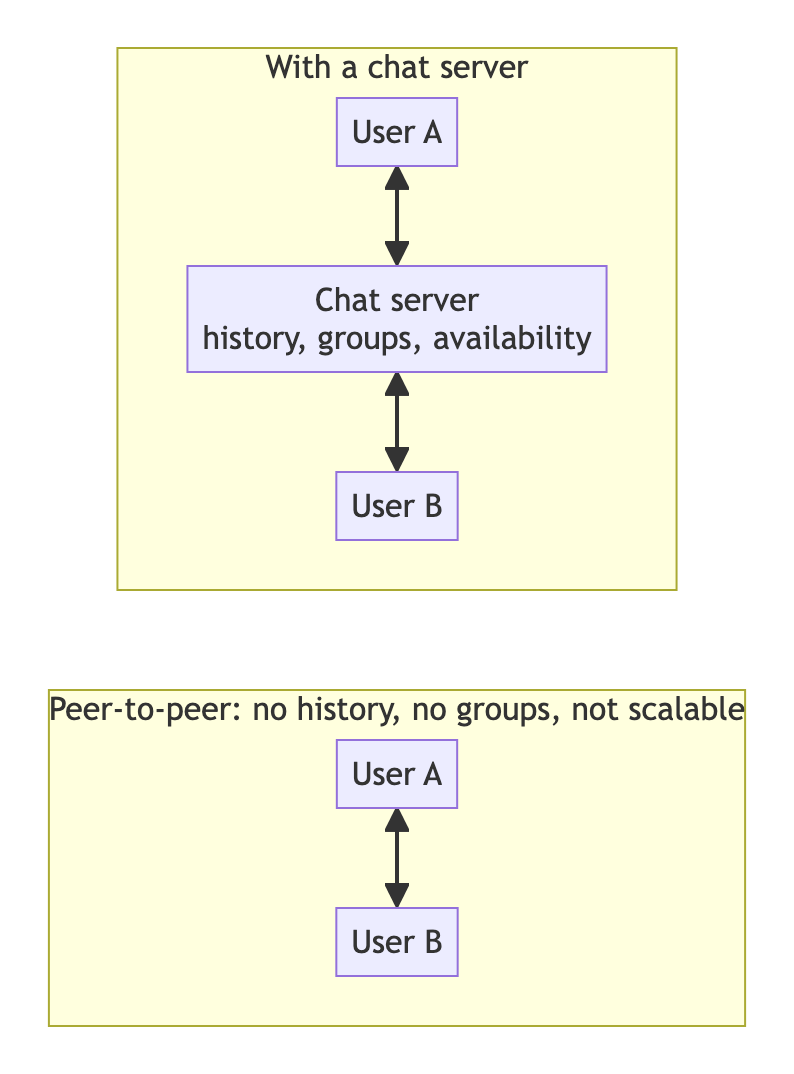 With a chat server
User A
Chat server
history, groups, availability
User B
Peer-to-peer: no history, no groups, not scalable
User A
User B